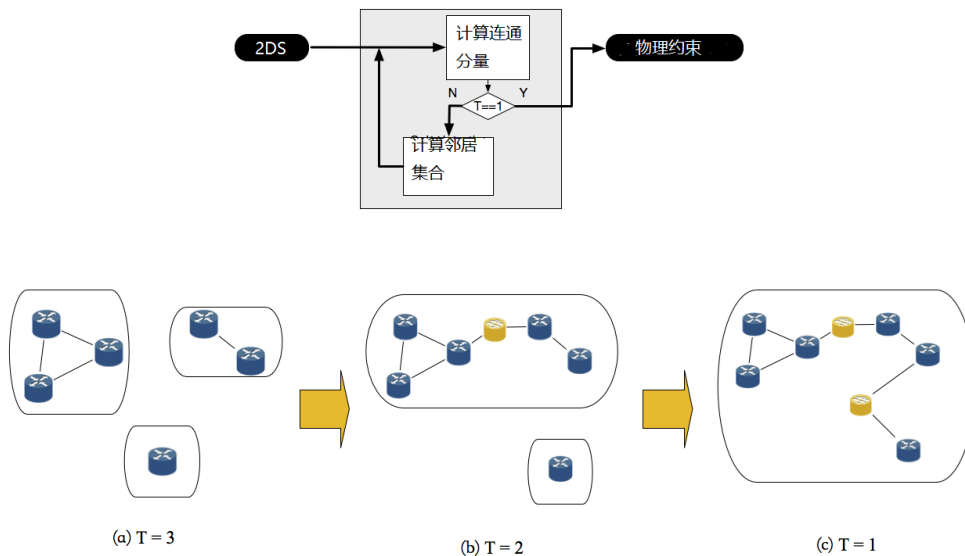 2DS
计算连通
分量
物理约束
N
Y
T==1
计算邻居
集合
(a) T = 3
(b) T = 2
(c) T = 1